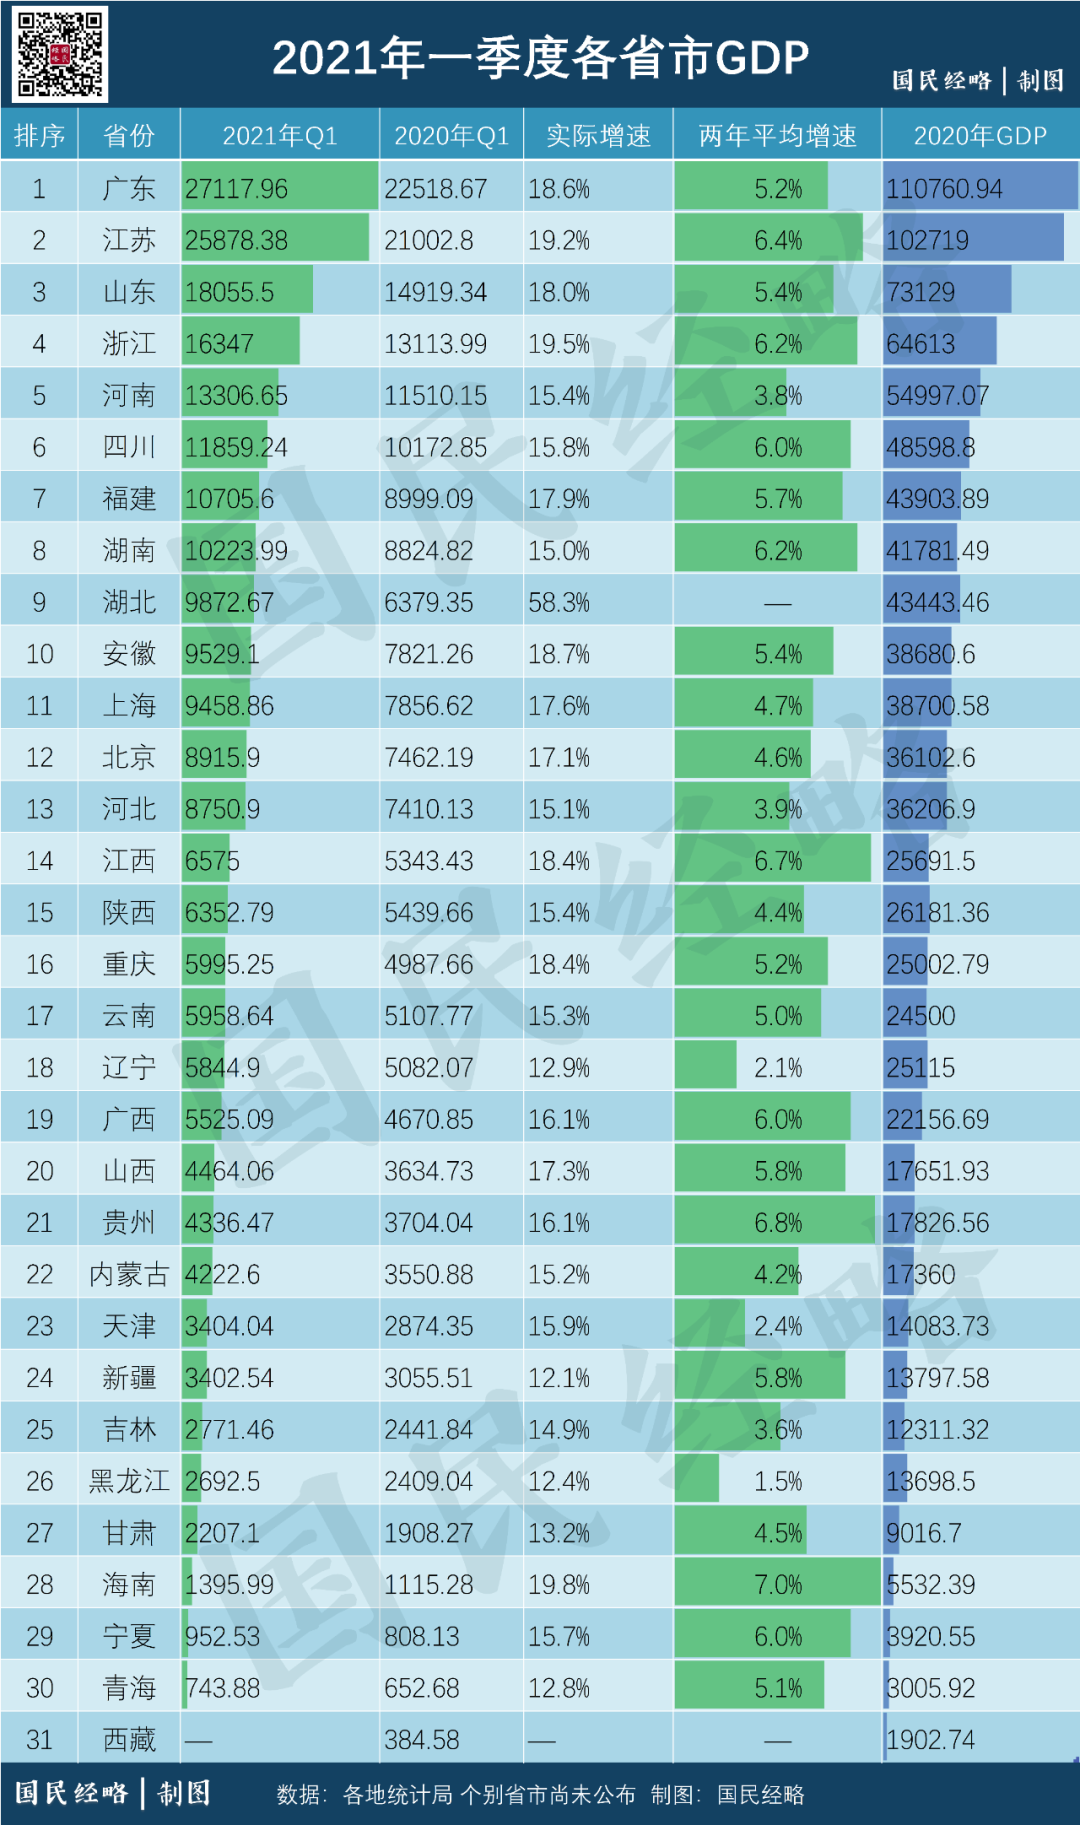 2021年一季度各省市GDP
国民经略 | 制图
排序 省份 2021年Q1 2020年Q1 实际增速 两年平均增速 2020年GDP
1 广东 27117.96 22518.67 18.6% 5.2% 110760.94
2 江苏 25878.38 21002.8 19.2% 6.4% 102719
3 山东 18055.5 14919.34 18.0% 5.4% 73129
4 浙江 16347 13113.99 19.5% 6.2% 64613
5 河南 13306.65 11510.15 15.4% 3.8% 54997.07
6 四川 11859.24 10172.85 15.8% 6.0% 48598.8
7 福建 10705.6 8999.09 17.9% 5.7% 43903.89
8 湖南 10223.99 8824.82 15.0% 6.2% 41781.49
9 湖北 9872.67 6379.35 58.3% — 43443.46
10 安徽 9529.1 7821.26 18.7% 5.4% 38680.6
11 上海 9458.86 7856.62 17.6% 4.7% 38700.58
12 北京 8915.9 7462.19 17.1% 4.6% 36102.6
13 河北 8750.9 7410.13 15.1% 3.9% 36206.9
14 江西 6575 5343.43 18.4% 6.7% 25691.5
15 陕西 6352.79 5439.66 15.4% 4.4% 26181.36
16 重庆 5995.25 4987.66 18.4% 5.2% 25002.79
17 云南 5958.64 5107.77 15.3% 5.0% 24500
18 辽宁 5844.9 5082.07 12.9% 2.1% 25115
19 广西 5525.09 4670.85 16.1% 6.0% 22156.69
20 山西 4464.06 3634.73 17.3% 5.8% 17651.93
21 贵州 4336.47 3704.04 16.1% 6.8% 17826.56
22 内蒙古 4222.6 3550.88 15.2% 4.2% 17360
23 天津 3404.04 2874.35 15.9% 2.4% 14083.73
24 新疆 3402.54 3055.51 12.1% 5.8% 13797.58
25 吉林 2771.46 2441.84 14.9% 3.6% 12311.32
26 黑龙江 2692.5 2409.04 12.4% 1.5% 13698.5
27 甘肃 2207.1 1908.27 13.2% 4.5% 9016.7
28 海南 1395.99 1115.28 19.8% 7.0% 5532.39
29 宁夏 952.53 808.13 15.7% 6.0% 3920.55
30 青海 743.88 652.68 12.8% 5.1% 3005.92
31 西藏 — 384.58 — — 1902.74
国民经略
国民经略
国民经略
国民经略 | 制图 数据：各地统计局 个别省市尚未公布 制图：国民经略